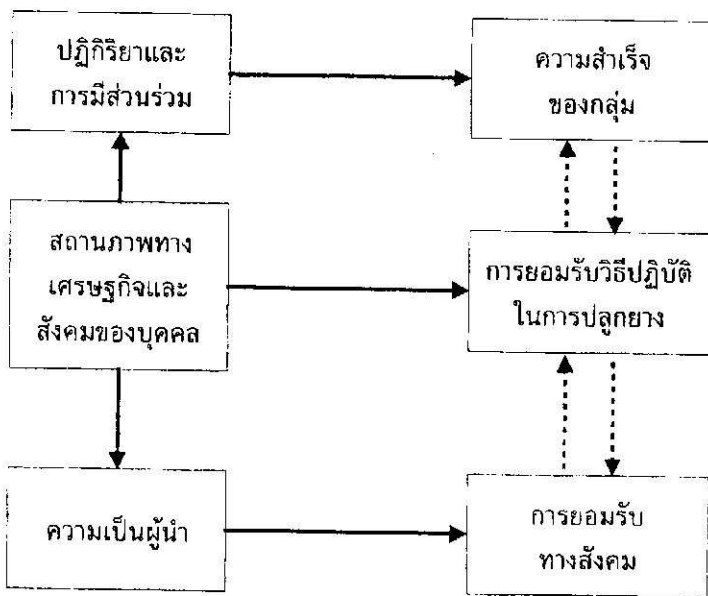 ปฏิกิริยาและ
การมีส่วนร่วม
ความสำเร็จ
ของกลุ่ม
สถานภาพทาง
เศรษฐกิจและ
สังคมของบุคคล
การยอมรับวิธีปฏิบัติ
ในการปลูกยาง
ความเป็นผู้นำ
การยอมรับ
ทางสังคม